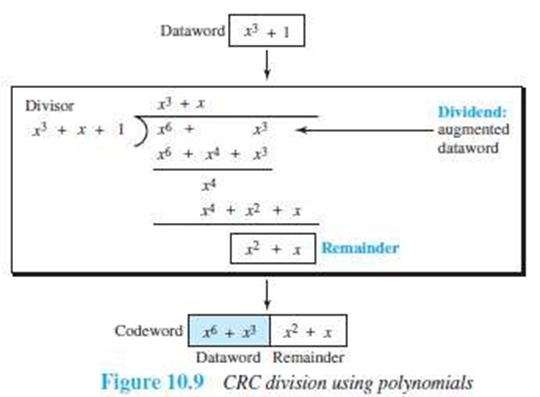 Dataword x³ + 1
Divisor x³ + x
x³ + x + 1 ) x⁶ + x³ Dividend: augmented dataword
x⁶ + x⁴ + x³
x⁴
x⁴ + x² + x
x² + x Remainder
Codeword x⁶ + x³ x² + x
Dataword Remainder
Figure 10.9 CRC division using polynomials